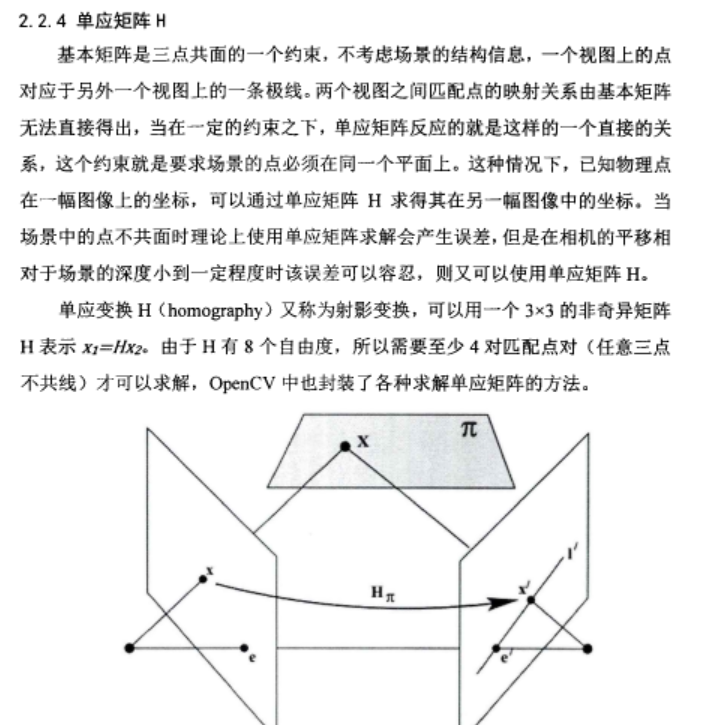 2.2.4 单应矩阵 H
基本矩阵是三点共面的一个约束，不考虑场景的结构信息，一个视图上的点
对应于另外一个视图上的一条极线。两个视图之间匹配点的映射关系由基本矩阵
无法直接得出，当在一定的约束之下，单应矩阵反应的就是这样的一个直接的关
系，这个约束就是要求场景的点必须在同一个平面上。这种情况下，已知物理点
在一幅图像上的坐标，可以通过单应矩阵 H 求得其在另一幅图像中的坐标。当
场景中的点不共面时理论上使用单应矩阵求解会产生误差，但是在相机的平移相
对于场景的深度小到一定程度时该误差可以容忍，则又可以使用单应矩阵 H。
单应变换 H（homography）又称为射影变换，可以用一个 3×3 的非奇异矩阵
H 表示 x₁=Hx₂。由于 H 有 8 个自由度，所以需要至少 4 对匹配点对（任意三点
不共线）才可以求解，OpenCV 中也封装了各种求解单应矩阵的方法。
π
X
l′
x
Hπ
x′
e
e′